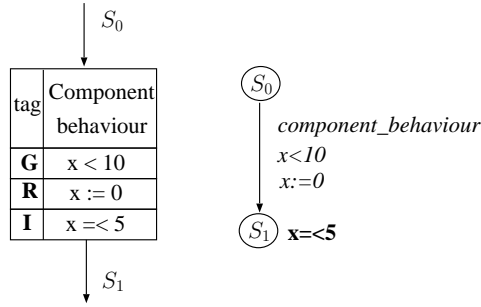 S₀
tag Component behaviour
G x < 10
R x := 0
I x =< 5
S₁
S₀
component_behaviour
x<10
x:=0
S₁ x=<5